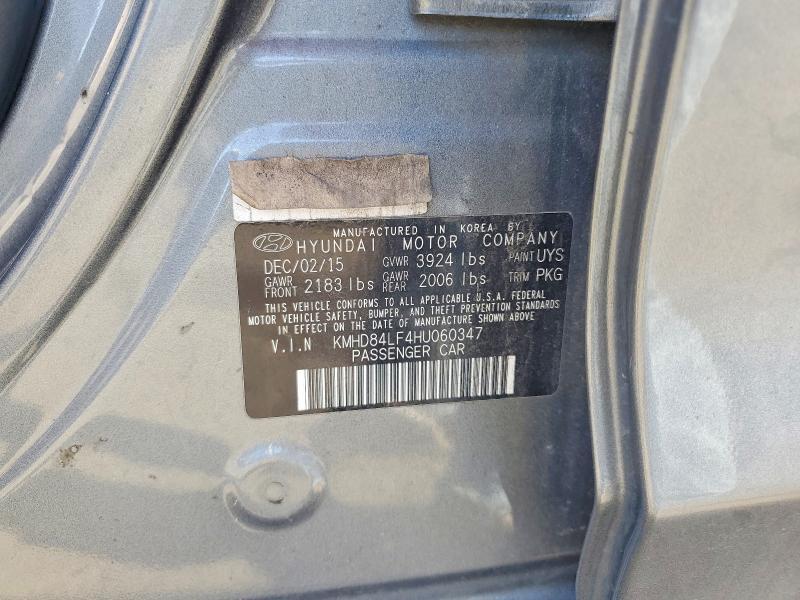 MANUFACTURED IN KOREA BY
HYUNDAI MOTOR COMPANY
DEC/02/15 GVWR 3924 lbs PAINT UYS
GAWR FRONT 2183 lbs GAWR REAR 2006 lbs TRIM PKG
THIS VEHICLE CONFORMS TO ALL APPLICABLE U.S.A. FEDERAL
MOTOR VEHICLE SAFETY, BUMPER, AND THEFT PREVENTION STANDARDS
IN EFFECT ON THE DATE OF MANUFACTURE SHOWN ABOVE.
V.I.N KMHD84LF4HU060347
PASSENGER CAR